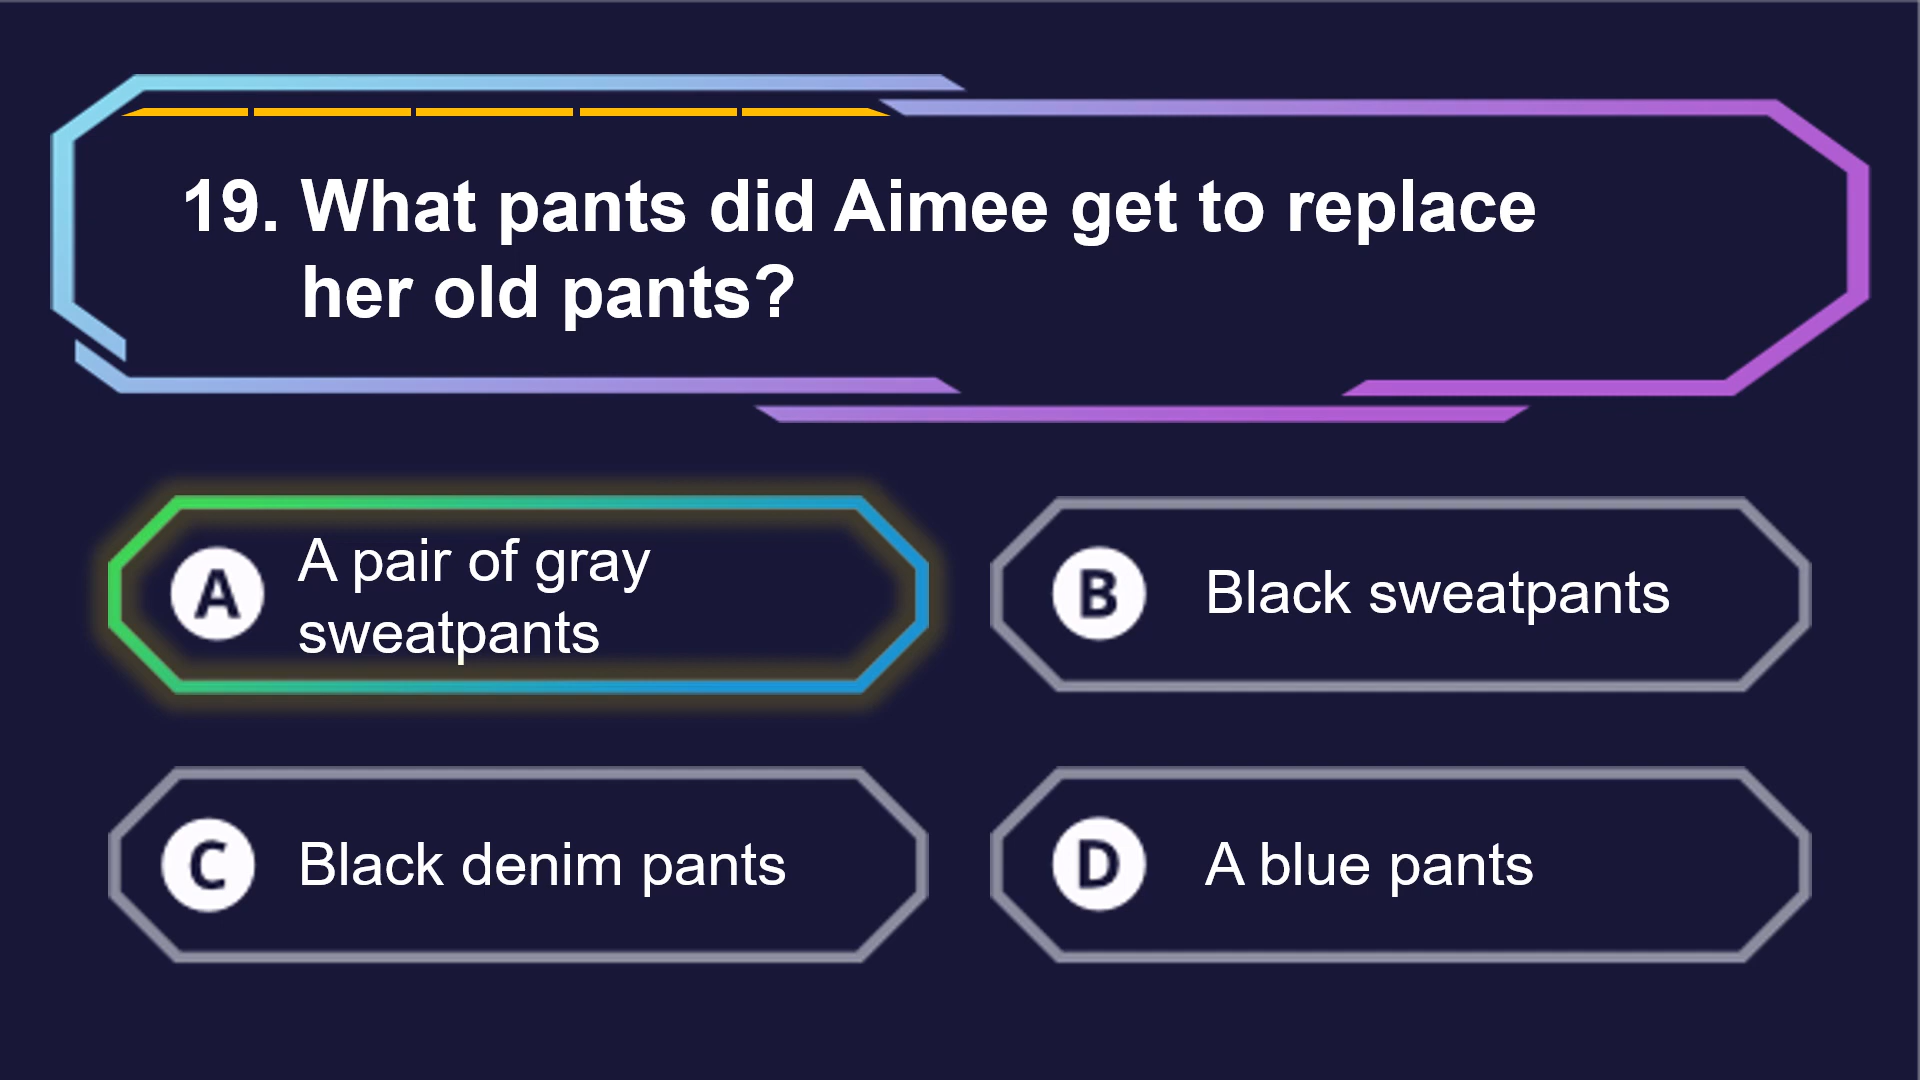 19. What pants did Aimee get to replace
her old pants?
A A pair of gray
sweatpants
B Black sweatpants
C Black denim pants
D A blue pants